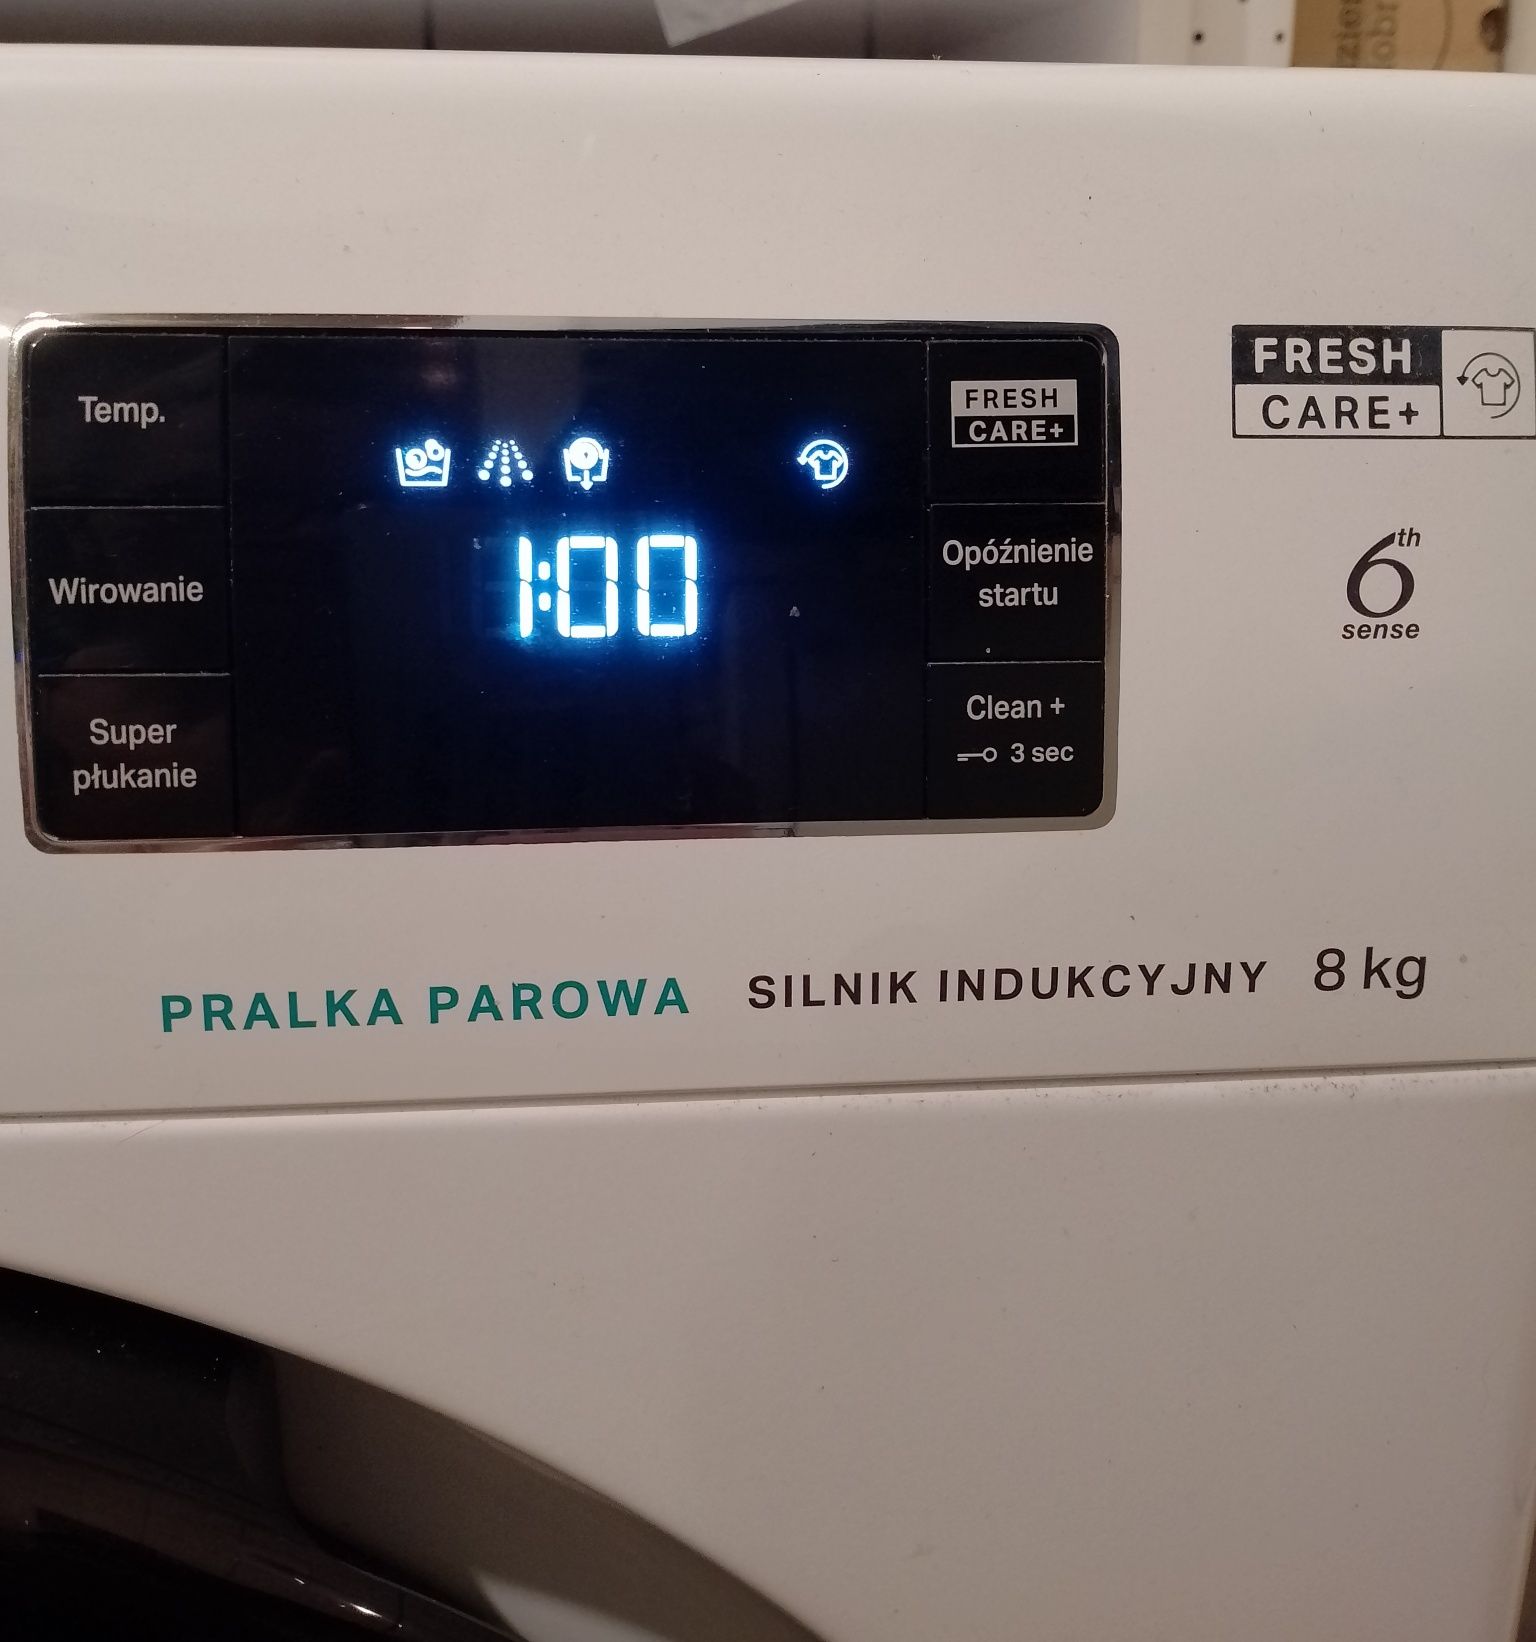 Temp.
Wirowanie
Super
płukanie
1:00
FRESH
CARE+
Opóźnienie
startu
Clean +
3 sec
FRESH
CARE+
6th
sense
PRALKA PAROWA SILNIK INDUKCYJNY 8 kg